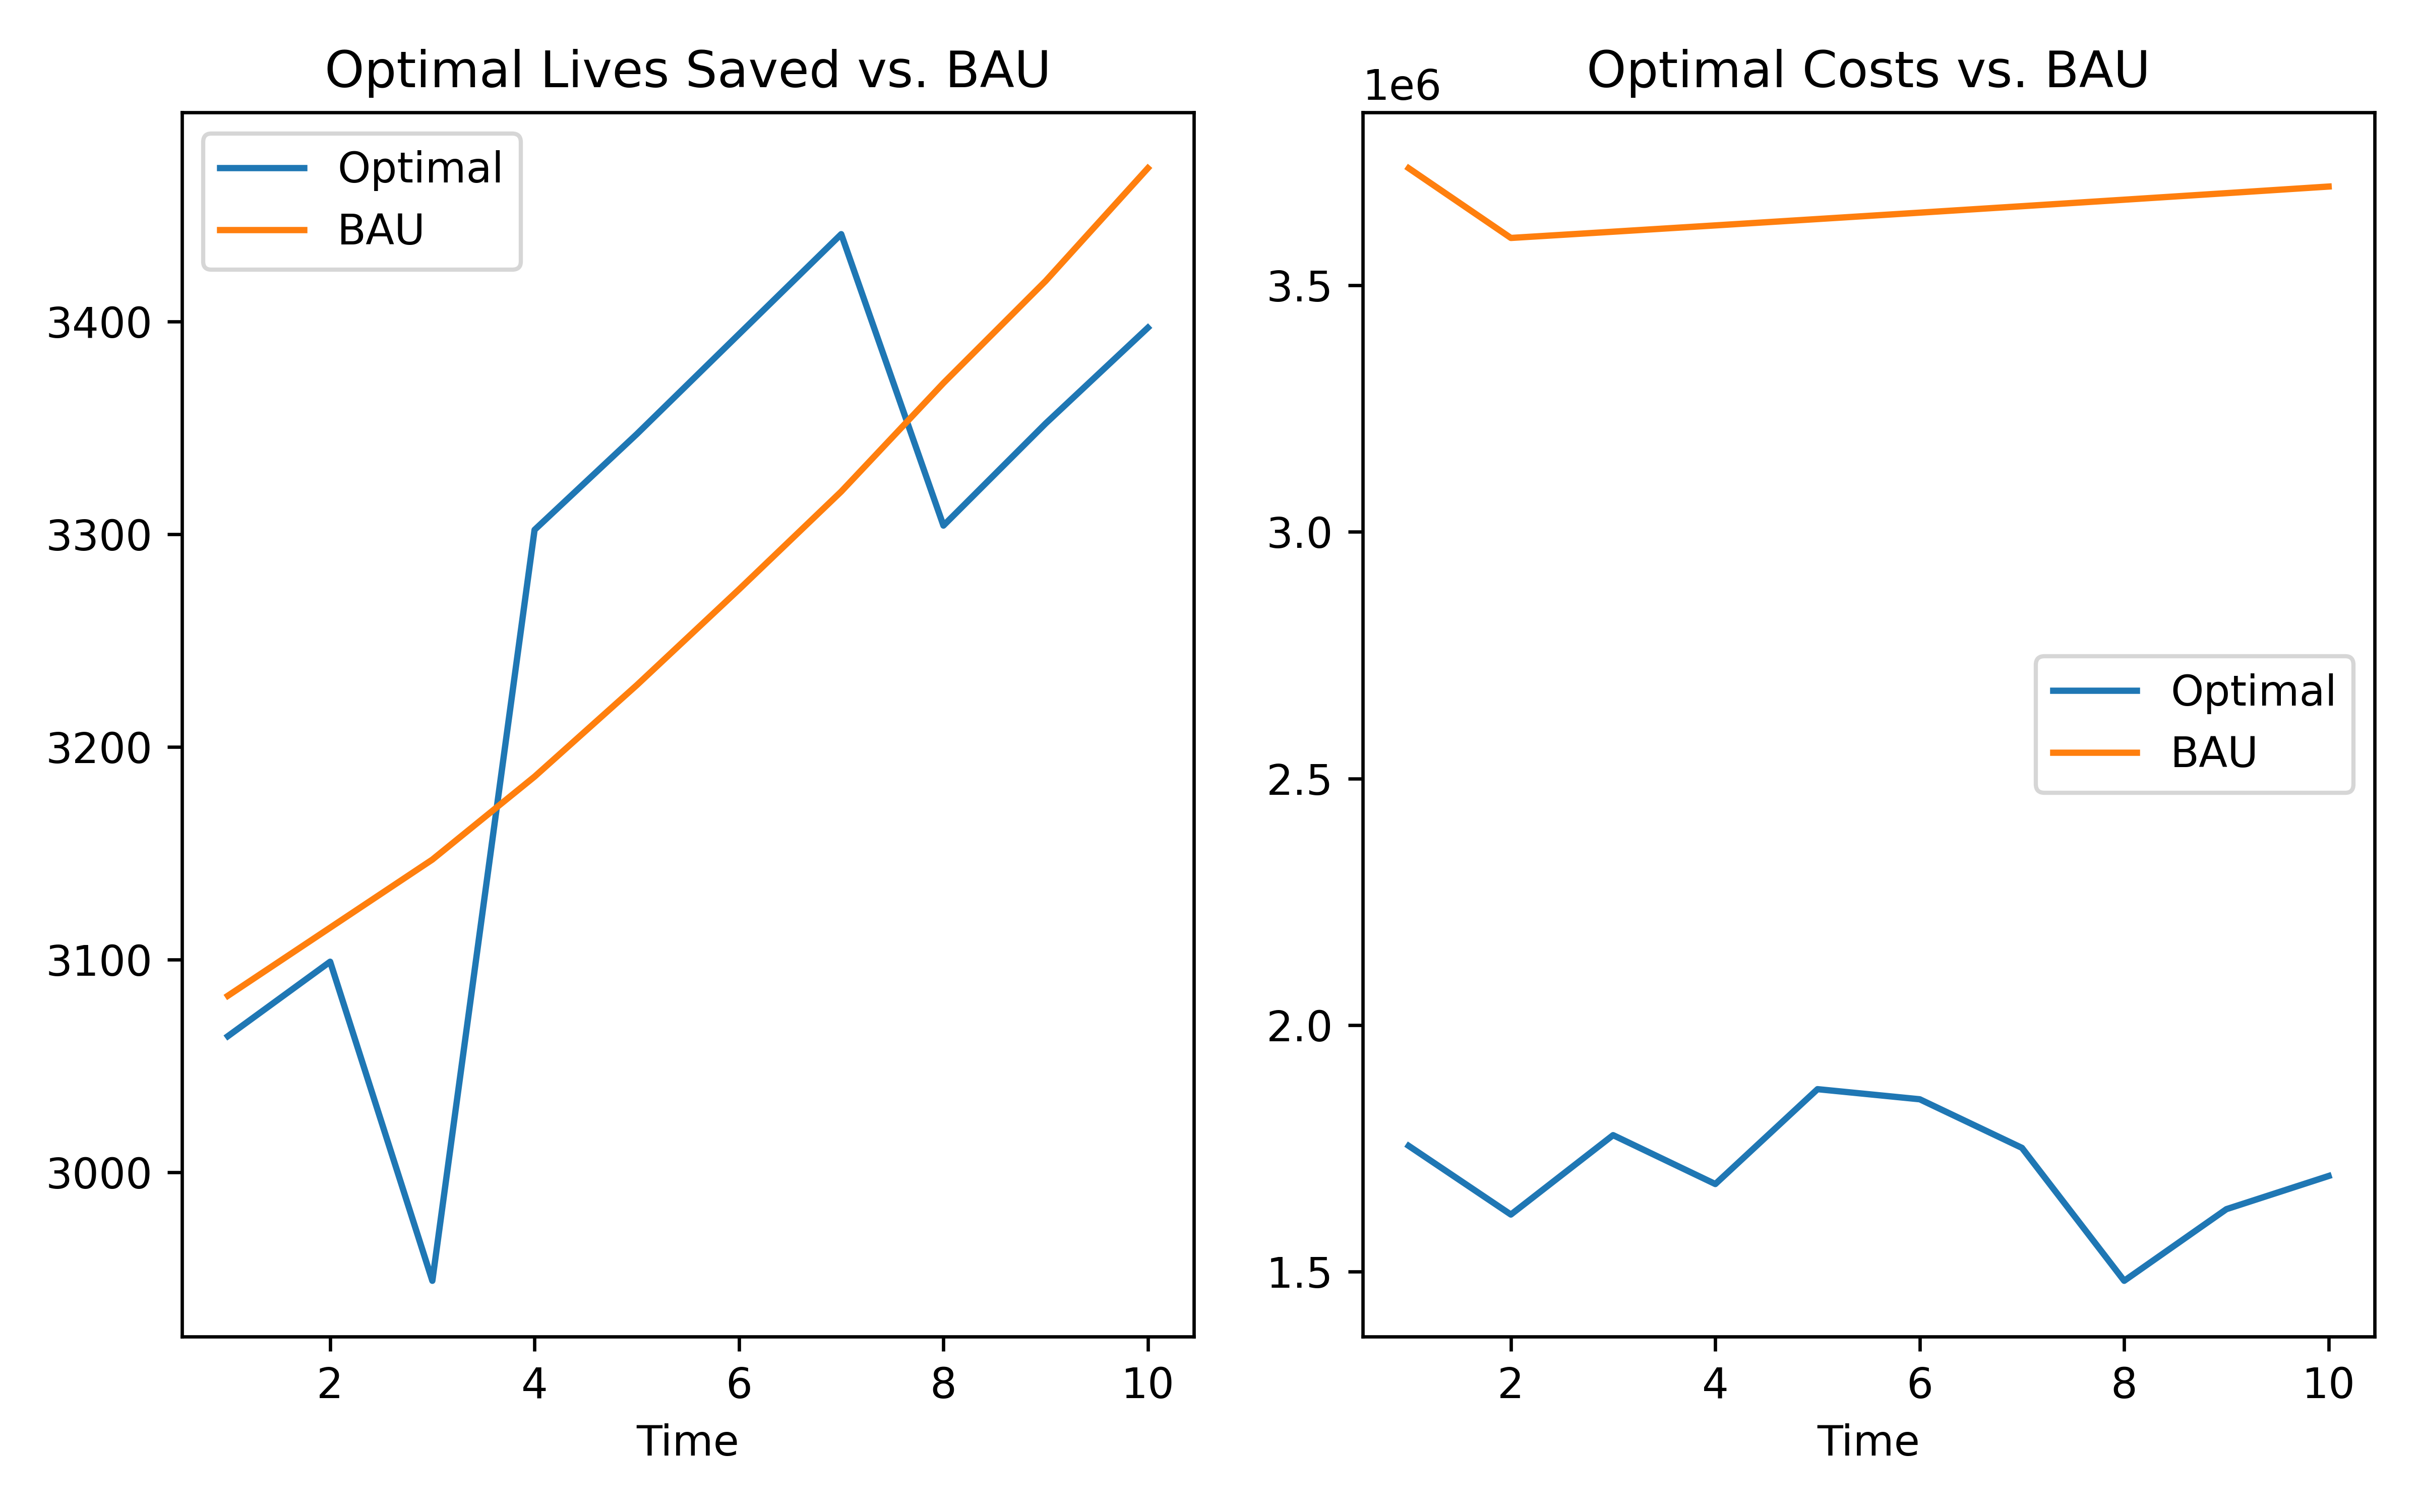 Optimal Lives Saved vs. BAU
Optimal
BAU
3400
3300
3200
3100
3000
2 4 6 8 10
Time
Optimal Costs vs. BAU
1e6
3.5
3.0
2.5
2.0
1.5
Optimal
BAU
2 4 6 8 10
Time